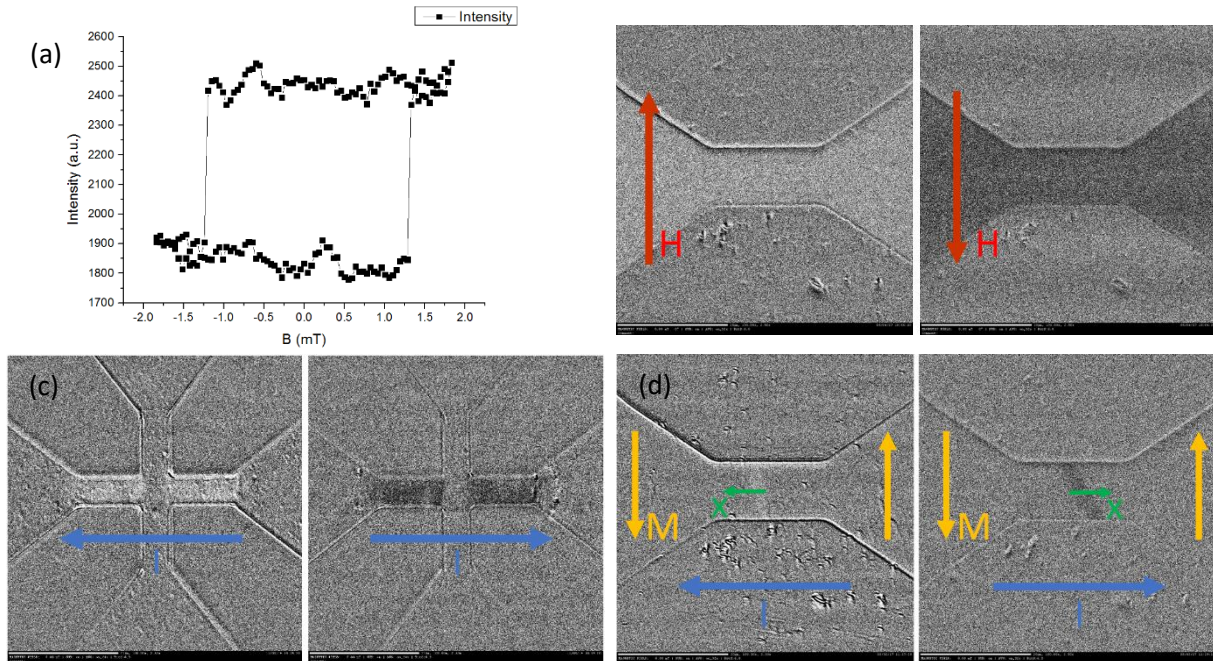 Intensity
(a)
2600
2500
2400
2300
2200
2100
2000
1900
1800
1700
Intensity (a.u.)
-2.0 -1.5 -1.0 -0.5 0.0 0.5 1.0 1.5 2.0
B (mT)
H
H
(c)
I
I
(d)
M
X
I
M
X
I